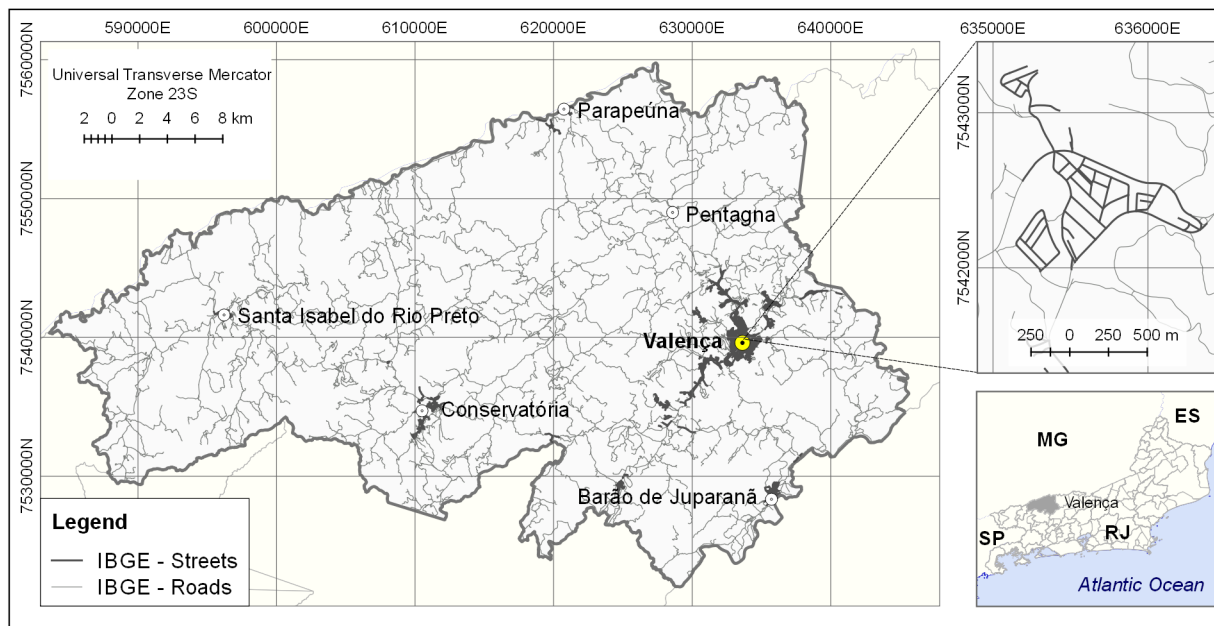 590000E 600000E 610000E 620000E 630000E 640000E
7560000N
7550000N
7540000N
7530000N
Universal Transverse Mercator
Zone 23S
2 0 2 4 6 8 km
Parapeúna
Pentagna
Santa Isabel do Rio Preto
Valença
Conservatória
Barão de Juparanã
Legend
IBGE - Streets
IBGE - Roads
635000E 636000E
7543000N
7542000N
250 0 250 500 m
ES
MG
Valença
SP
RJ
Atlantic Ocean